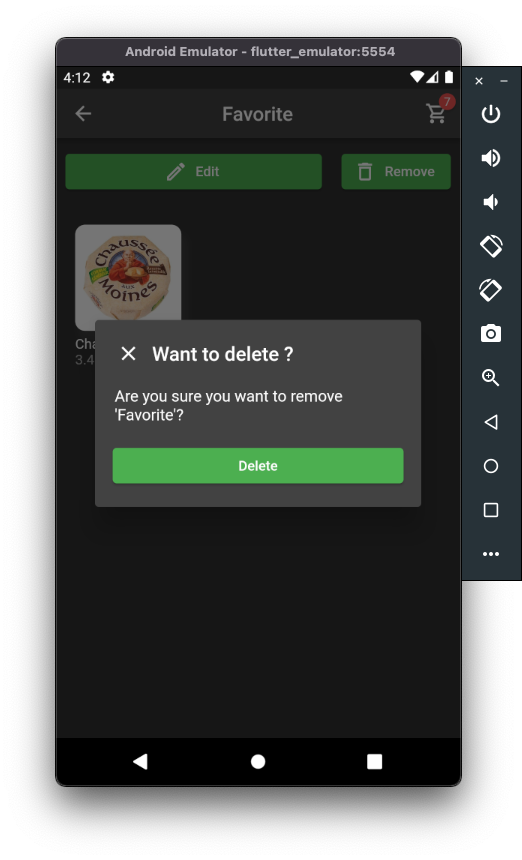 Android Emulator - flutter_emulator:5554
4:12
Favorite
7
Edit
Remove
Chaussée
AUX
Moines
Cha
3.4
Want to delete ?
Are you sure you want to remove
'Favorite'?
Delete